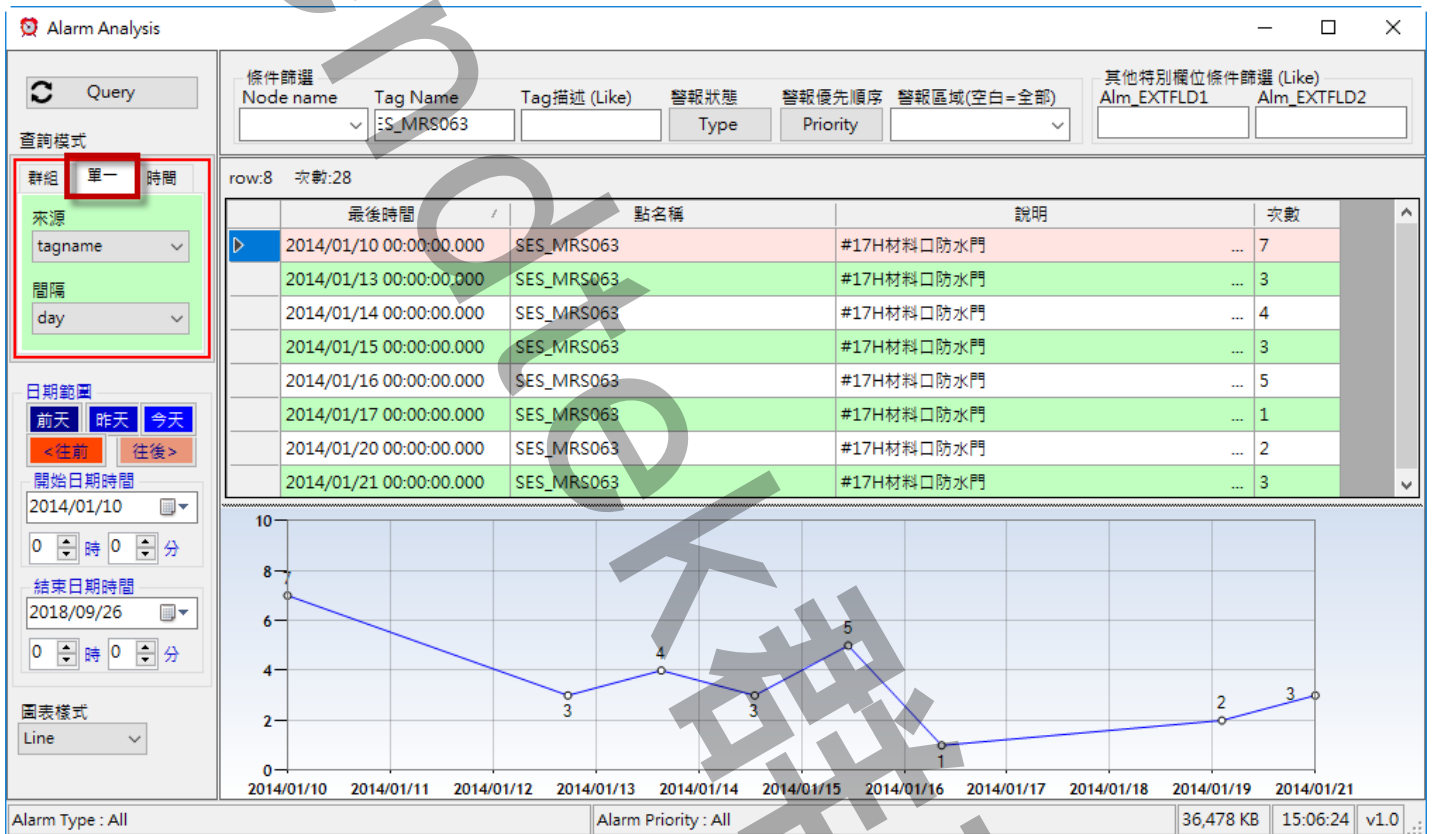 Alarm Analysis
Query
查詢模式
群組 單一 時間
來源
tagname
間隔
day
日期範圍
前天 昨天 今天
<往前 往後>
開始日期時間
2014/01/10
0 時 0 分
結束日期時間
2018/09/26
0 時 0 分
圖表樣式
Line
條件篩選
Node name Tag Name Tag描述 (Like) 警報狀態 警報優先順序 警報區域(空白=全部)
ES_MRS063 Type Priority
其他特別欄位條件篩選 (Like)
Alm_EXTFLD1 Alm_EXTFLD2
row:8 次數:28
最後時間 點名稱 說明 次數
2014/01/10 00:00:00.000 SES_MRS063 #17H材料口防水門 ... 7
2014/01/13 00:00:00.000 SES_MRS063 #17H材料口防水門 ... 3
2014/01/14 00:00:00.000 SES_MRS063 #17H材料口防水門 ... 4
2014/01/15 00:00:00.000 SES_MRS063 #17H材料口防水門 ... 3
2014/01/16 00:00:00.000 SES_MRS063 #17H材料口防水門 ... 5
2014/01/17 00:00:00.000 SES_MRS063 #17H材料口防水門 ... 1
2014/01/20 00:00:00.000 SES_MRS063 #17H材料口防水門 ... 2
2014/01/21 00:00:00.000 SES_MRS063 #17H材料口防水門 ... 3
10
8
6
4
2
0
7 3 4 3 5 1 2 3
2014/01/10 2014/01/11 2014/01/12 2014/01/13 2014/01/14 2014/01/15 2014/01/16 2014/01/17 2014/01/18 2014/01/19 2014/01/21
Alarm Type : All Alarm Priority : All 36,478 KB 15:06:24 v1.0